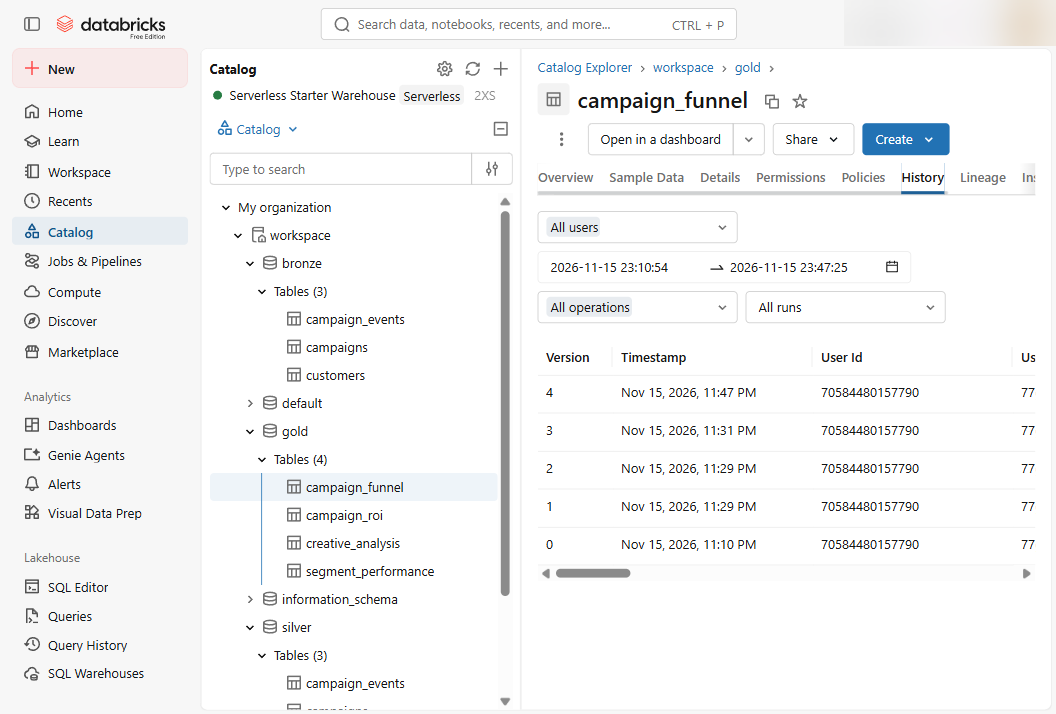 databricks
Free Edition
Search data, notebooks, recents, and more... CTRL + P
New
Home
Learn
Workspace
Recents
Catalog
Jobs & Pipelines
Compute
Discover
Marketplace
Analytics
Dashboards
Genie Agents
Alerts
Visual Data Prep
Lakehouse
SQL Editor
Queries
Query History
SQL Warehouses
Catalog
Serverless Starter Warehouse Serverless 2XS
Catalog
Type to search
My organization
workspace
bronze
Tables (3)
campaign_events
campaigns
customers
default
gold
Tables (4)
campaign_funnel
campaign_roi
creative_analysis
segment_performance
information_schema
silver
Tables (3)
campaign_events
Catalog Explorer > workspace > gold >
campaign_funnel
Open in a dashboard Share Create
Overview Sample Data Details Permissions Policies History Lineage Ins
All users
2026-11-15 23:10:54 → 2026-11-15 23:47:25
All operations All runs
Version Timestamp User Id Us
4 Nov 15, 2026, 11:47 PM 70584480157790 77
3 Nov 15, 2026, 11:31 PM 70584480157790 77
2 Nov 15, 2026, 11:29 PM 70584480157790 77
1 Nov 15, 2026, 11:29 PM 70584480157790 77
0 Nov 15, 2026, 11:10 PM 70584480157790 77